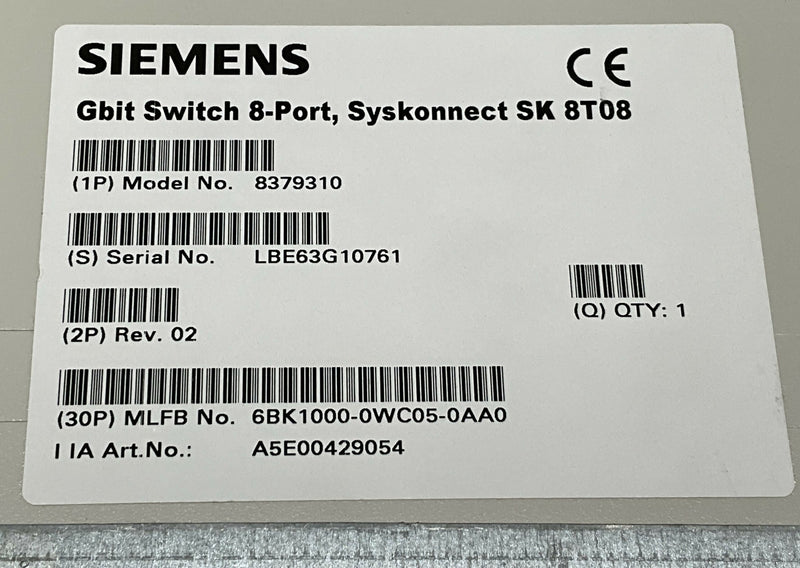 SIEMENS
CE
Gbit Switch 8-Port, Syskonnect SK 8T08
(1P) Model No. 8379310
(S) Serial No. LBE63G10761
(2P) Rev. 02
(Q) QTY: 1
(30P) MLFB No. 6BK1000-0WC05-0AA0
I IA Art.No.: A5E00429054